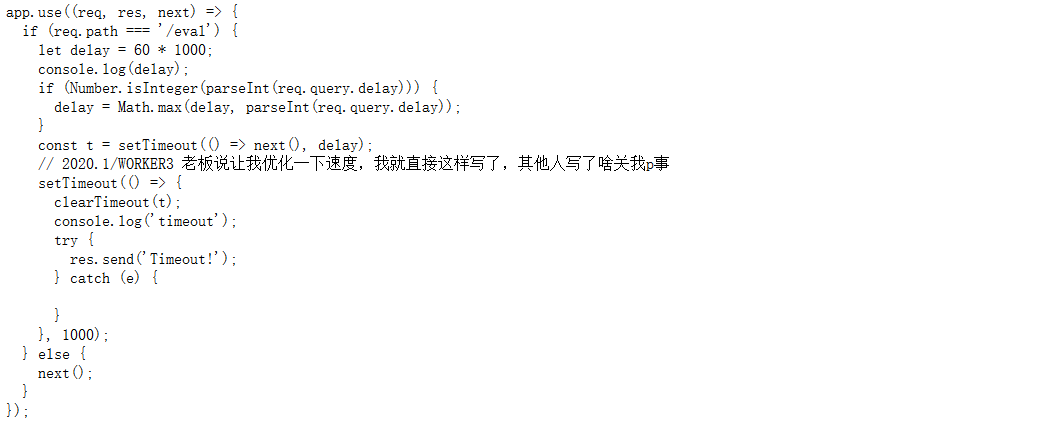 app.use((req, res, next) => {
  if (req.path === '/eval') {
    let delay = 60 * 1000;
    console.log(delay);
    if (Number.isInteger(parseInt(req.query.delay))) {
      delay = Math.max(delay, parseInt(req.query.delay));
    }
    const t = setTimeout(() => next(), delay);
    // 2020.1/WORKER3 老板说让我优化一下速度，我就直接这样写了，其他人写了啥关我p事
    setTimeout(() => {
      clearTimeout(t);
      console.log('timeout');
      try {
        res.send('Timeout!');
      } catch (e) {

      }
    }, 1000);
  } else {
    next();
  }
});